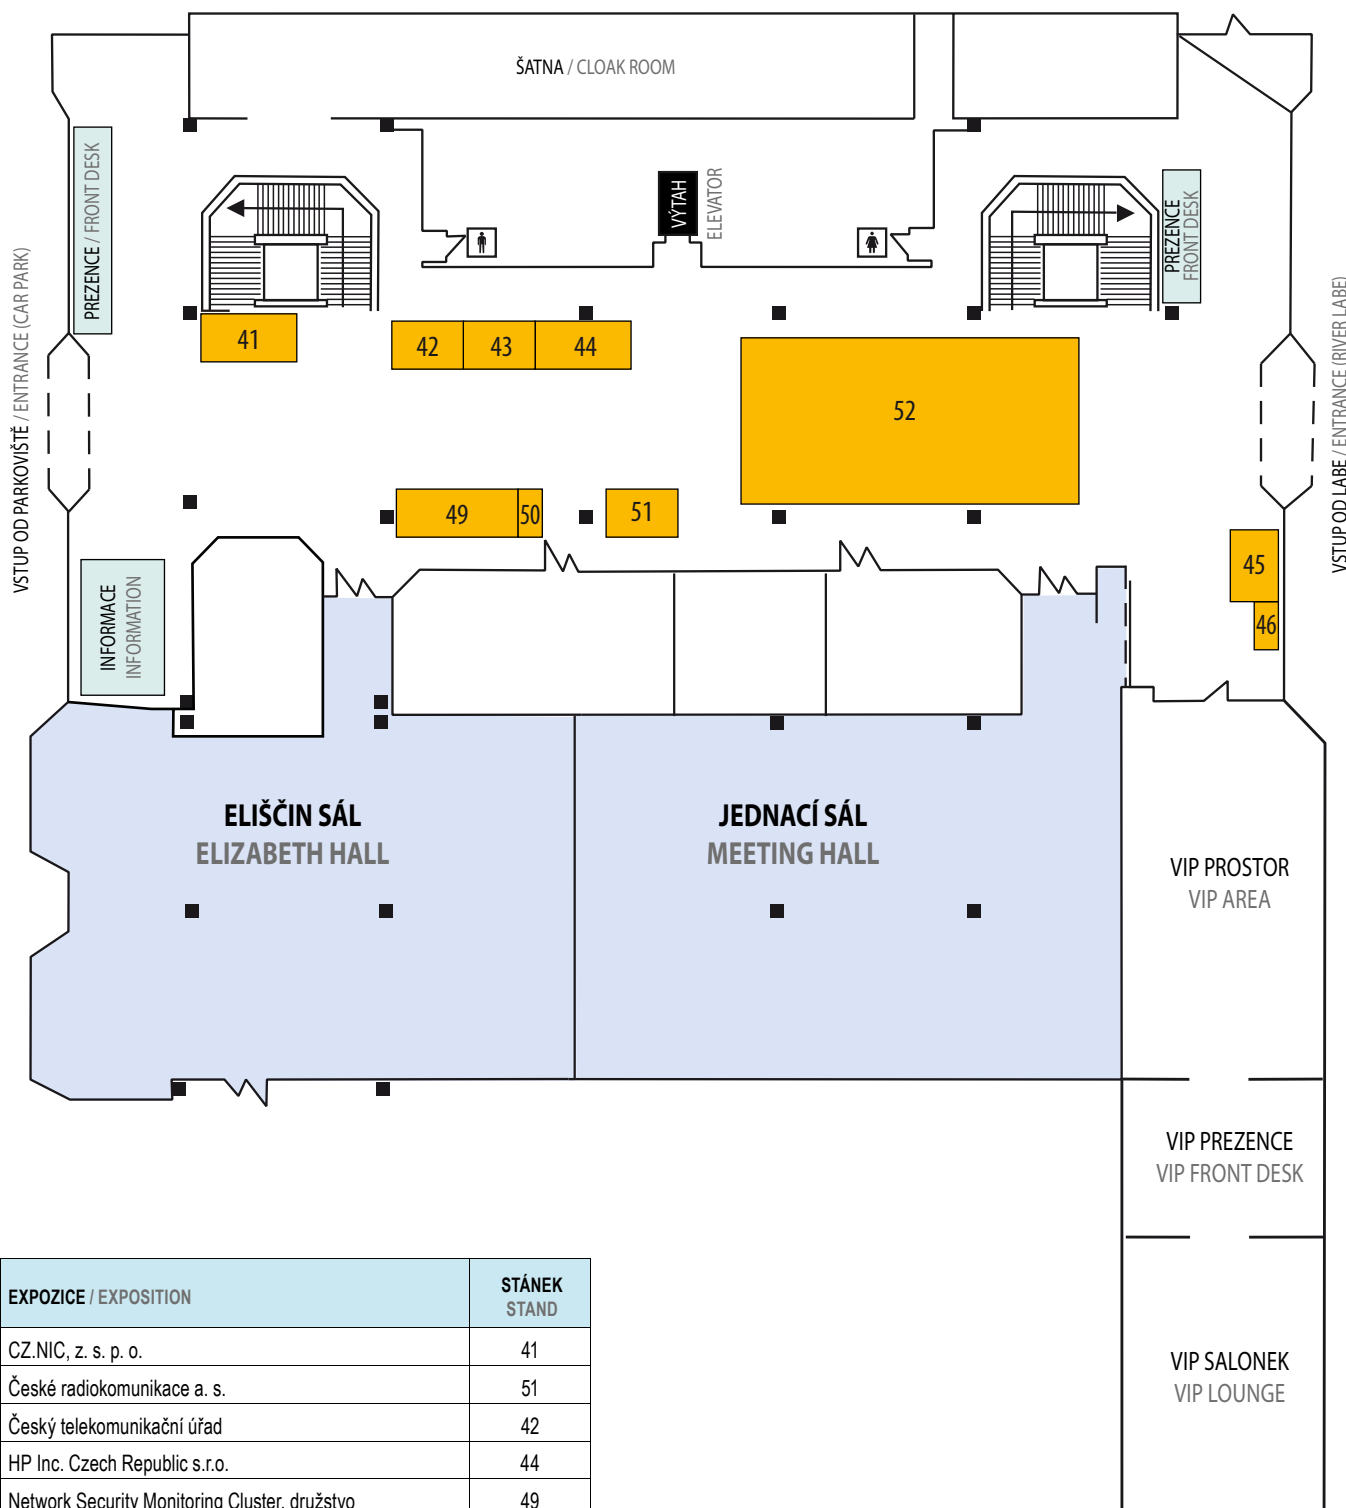 ŠATNA / CLOAK ROOM
PREZENCE / FRONT DESK
VÝTAH
ELEVATOR
PREZENCE
FRONT DESK
VSTUP OD PARKOVIŠTĚ / ENTRANCE (CAR PARK)
VSTUP OD LABE / ENTRANCE (RIVER LABE)
41
42
43
44
52
49
50
51
45
46
INFORMACE
INFORMATION
ELIŠČIN SÁL
ELIZABETH HALL
JEDNACÍ SÁL
MEETING HALL
VIP PROSTOR
VIP AREA
VIP PREZENCE
VIP FRONT DESK
VIP SALONEK
VIP LOUNGE
EXPOZICE / EXPOSITION
STÁNEK
STAND
CZ.NIC, z. s. p. o. 41
České radiokomunikace a. s. 51
Český telekomunikační úřad 42
HP Inc. Czech Republic s.r.o. 44
Network Security Monitoring Cluster, družstvo 49